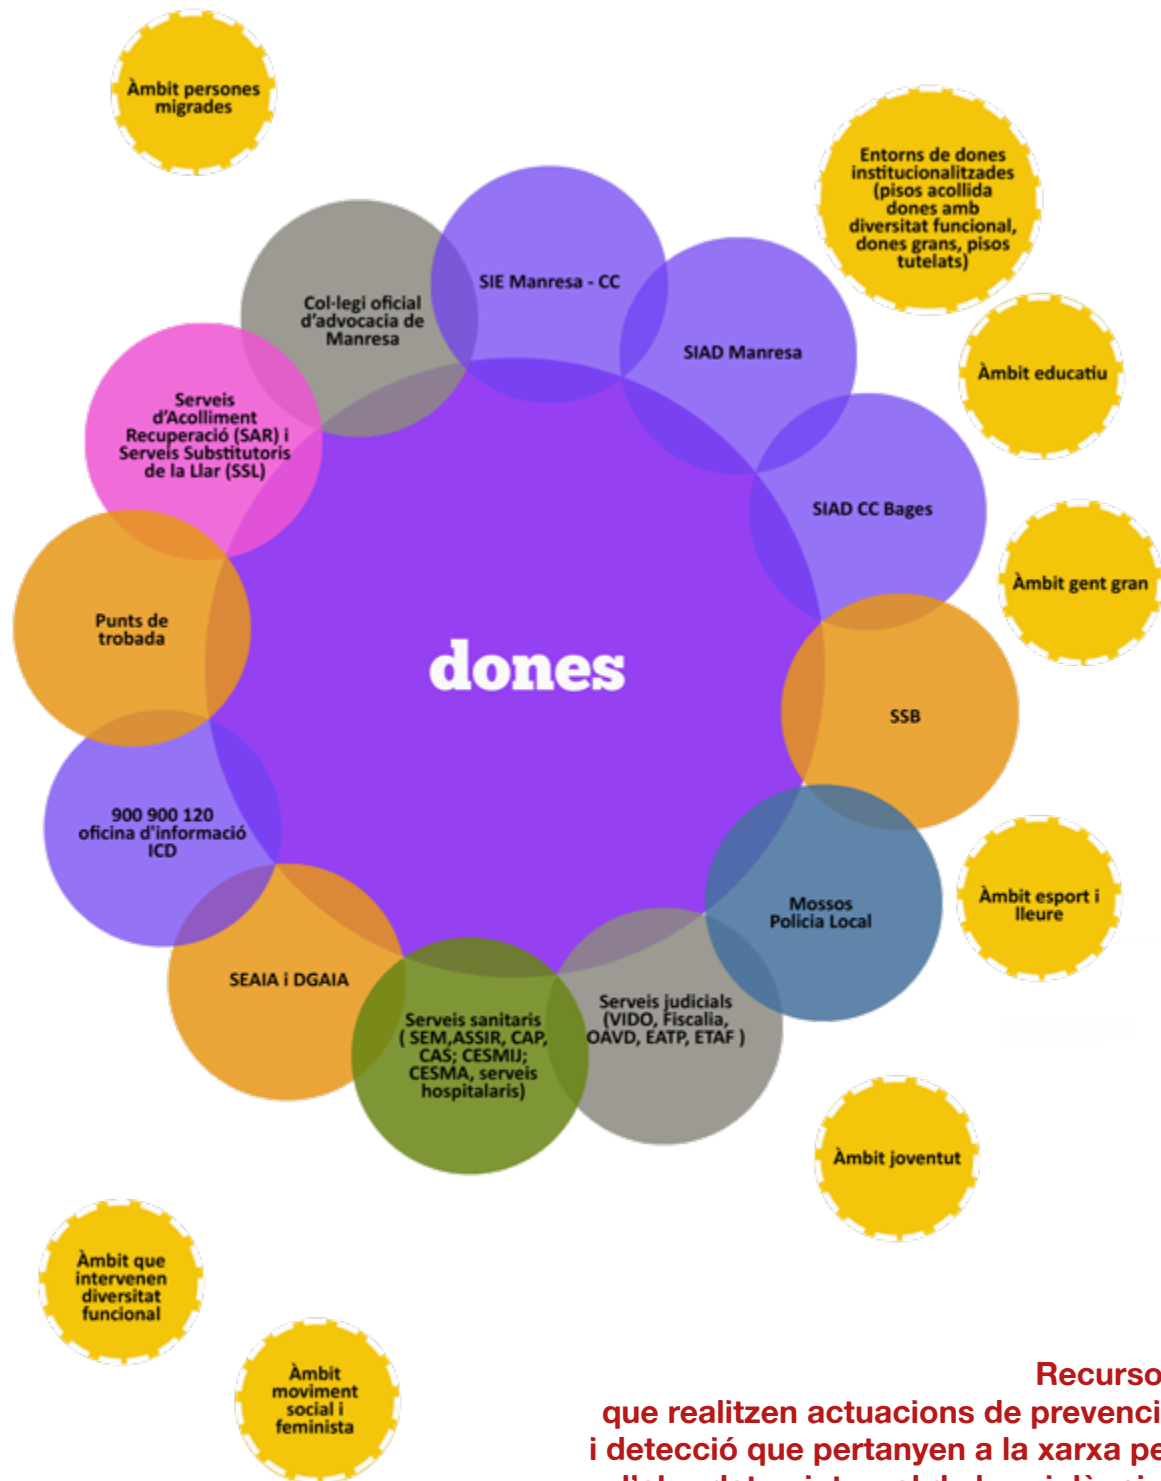 Àmbit persones
migrades
Entorns de dones
institucionalitzades
(pisos acollida
dones amb
diversitat funcional,
dones grans, pisos
tutelats)
SIE Manresa - CC
Col·legi oficial
d'advocacia de
Manresa
SIAD Manresa
Àmbit educatiu
Serveis
d'Acolliment
Recuperació (SAR) i
Serveis Substitutoris
de la Llar (SSL)
SIAD CC Bages
Àmbit gent gran
Punts de
trobada
dones
SSB
900 900 120
oficina d'informació
ICD
Mossos
Policia Local
Àmbit esport i
lleure
SEAIA i DGAIA
Serveis sanitaris
( SEM,ASSIR, CAP,
CAS; CESMIJ;
CESMA, serveis
hospitalaris)
Serveis judicials
(VIDO, Fiscalia,
OAVD, EATP, ETAF )
Àmbit joventut
Àmbit que
intervenen
diversitat
funcional
Àmbit
moviment
social i
feminista
Recurso
que realitzen actuacions de prevenci
i detecció que pertanyen a la xarxa pe